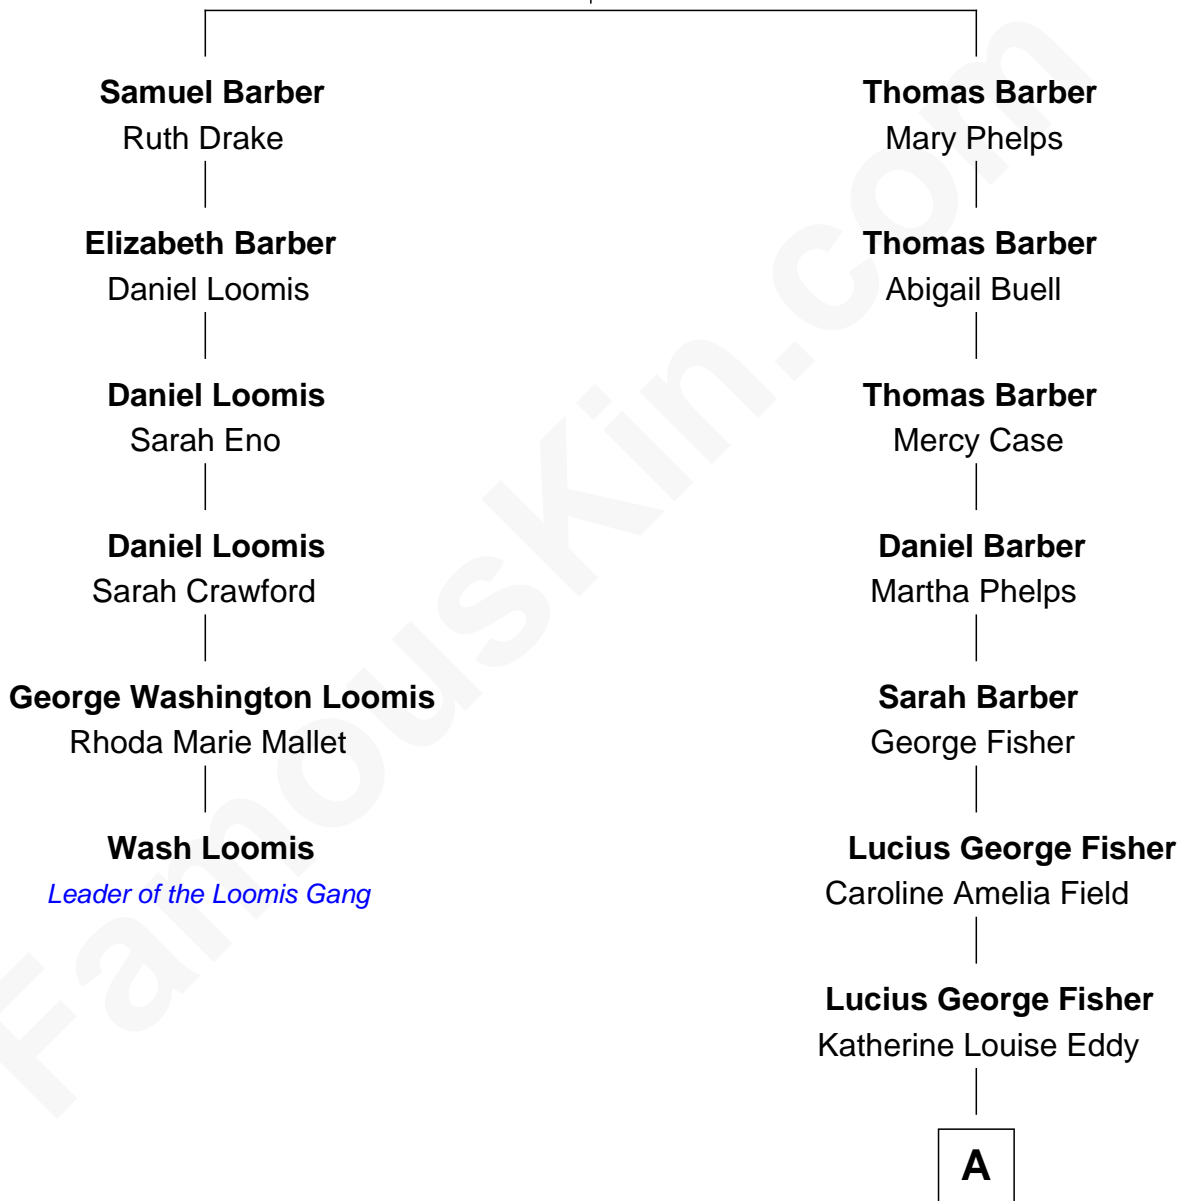 Samuel Barber
Ruth Drake
Elizabeth Barber
Daniel Loomis
Daniel Loomis
Sarah Eno
Daniel Loomis
Sarah Crawford
George Washington Loomis
Rhoda Marie Mallet
Wash Loomis
Leader of the Loomis Gang
Thomas Barber
Mary Phelps
Thomas Barber
Abigail Buell
Thomas Barber
Mercy Case
Daniel Barber
Martha Phelps
Sarah Barber
George Fisher
Lucius George Fisher
Caroline Amelia Field
Lucius George Fisher
Katherine Louise Eddy
A
FamousKin.com